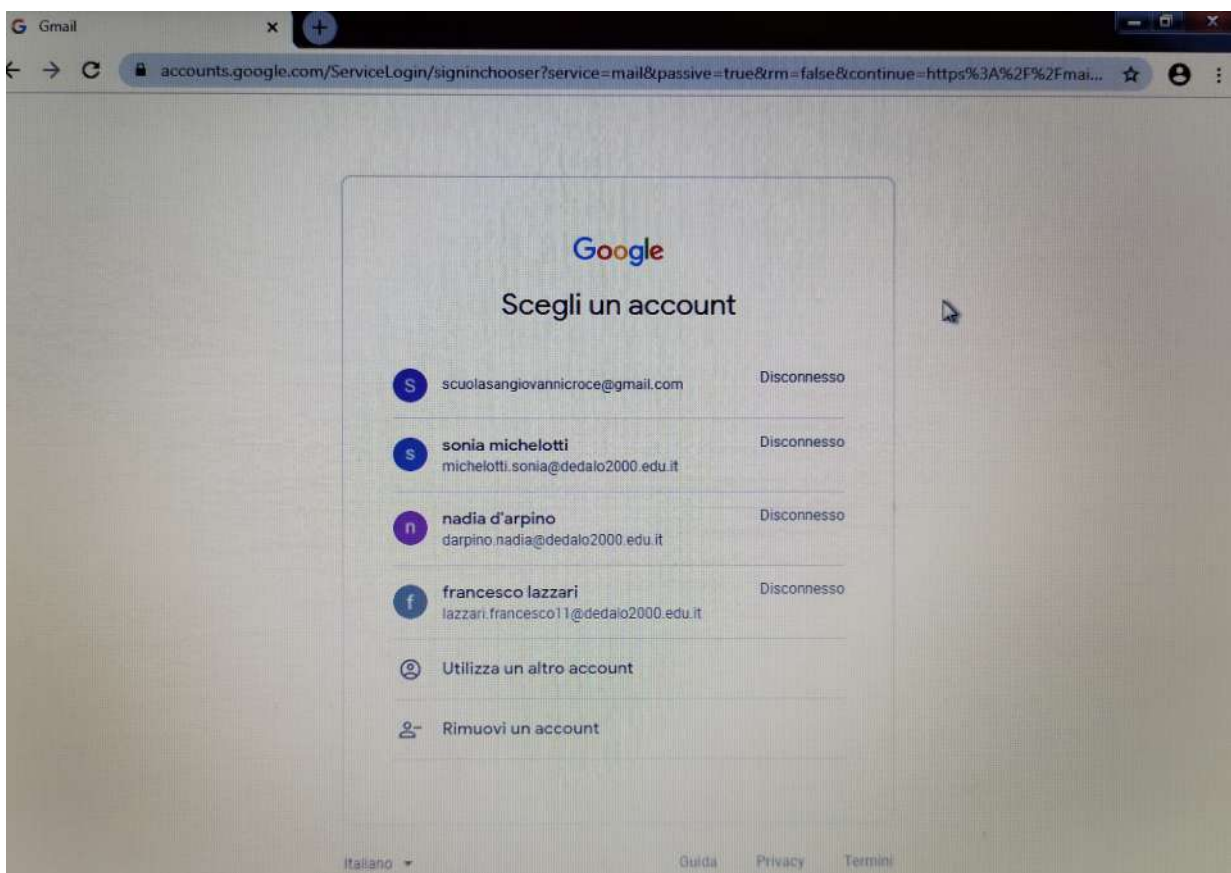 Gmail
accounts.google.com/ServiceLogin/signinchooser?service=mail&passive=true&rm=false&continue=https%3A%2F%2Fmai...
Google
Scegli un account
S scuolasangiovannicroce@gmail.com Disconnesso
s sonia michelotti Disconnesso
michelotti.sonia@dedalo2000.edu.it
n nadia d'arpino Disconnesso
darpino.nadia@dedalo2000.edu.it
f francesco lazzari Disconnesso
lazzari.francesco11@dedalo2000.edu.it
Utilizza un altro account
Rimuovi un account
Italiano Guida Privacy Termini